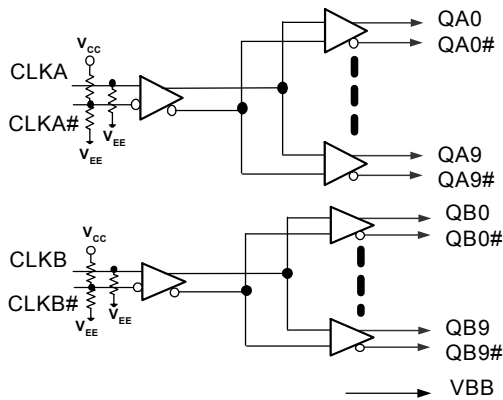 QA0
QA0#
VCC
CLKA
CLKA#
VEE
VEE
QA9
QA9#
QB0
QB0#
VCC
CLKB
CLKB#
VEE
VEE
QB9
QB9#
VBB